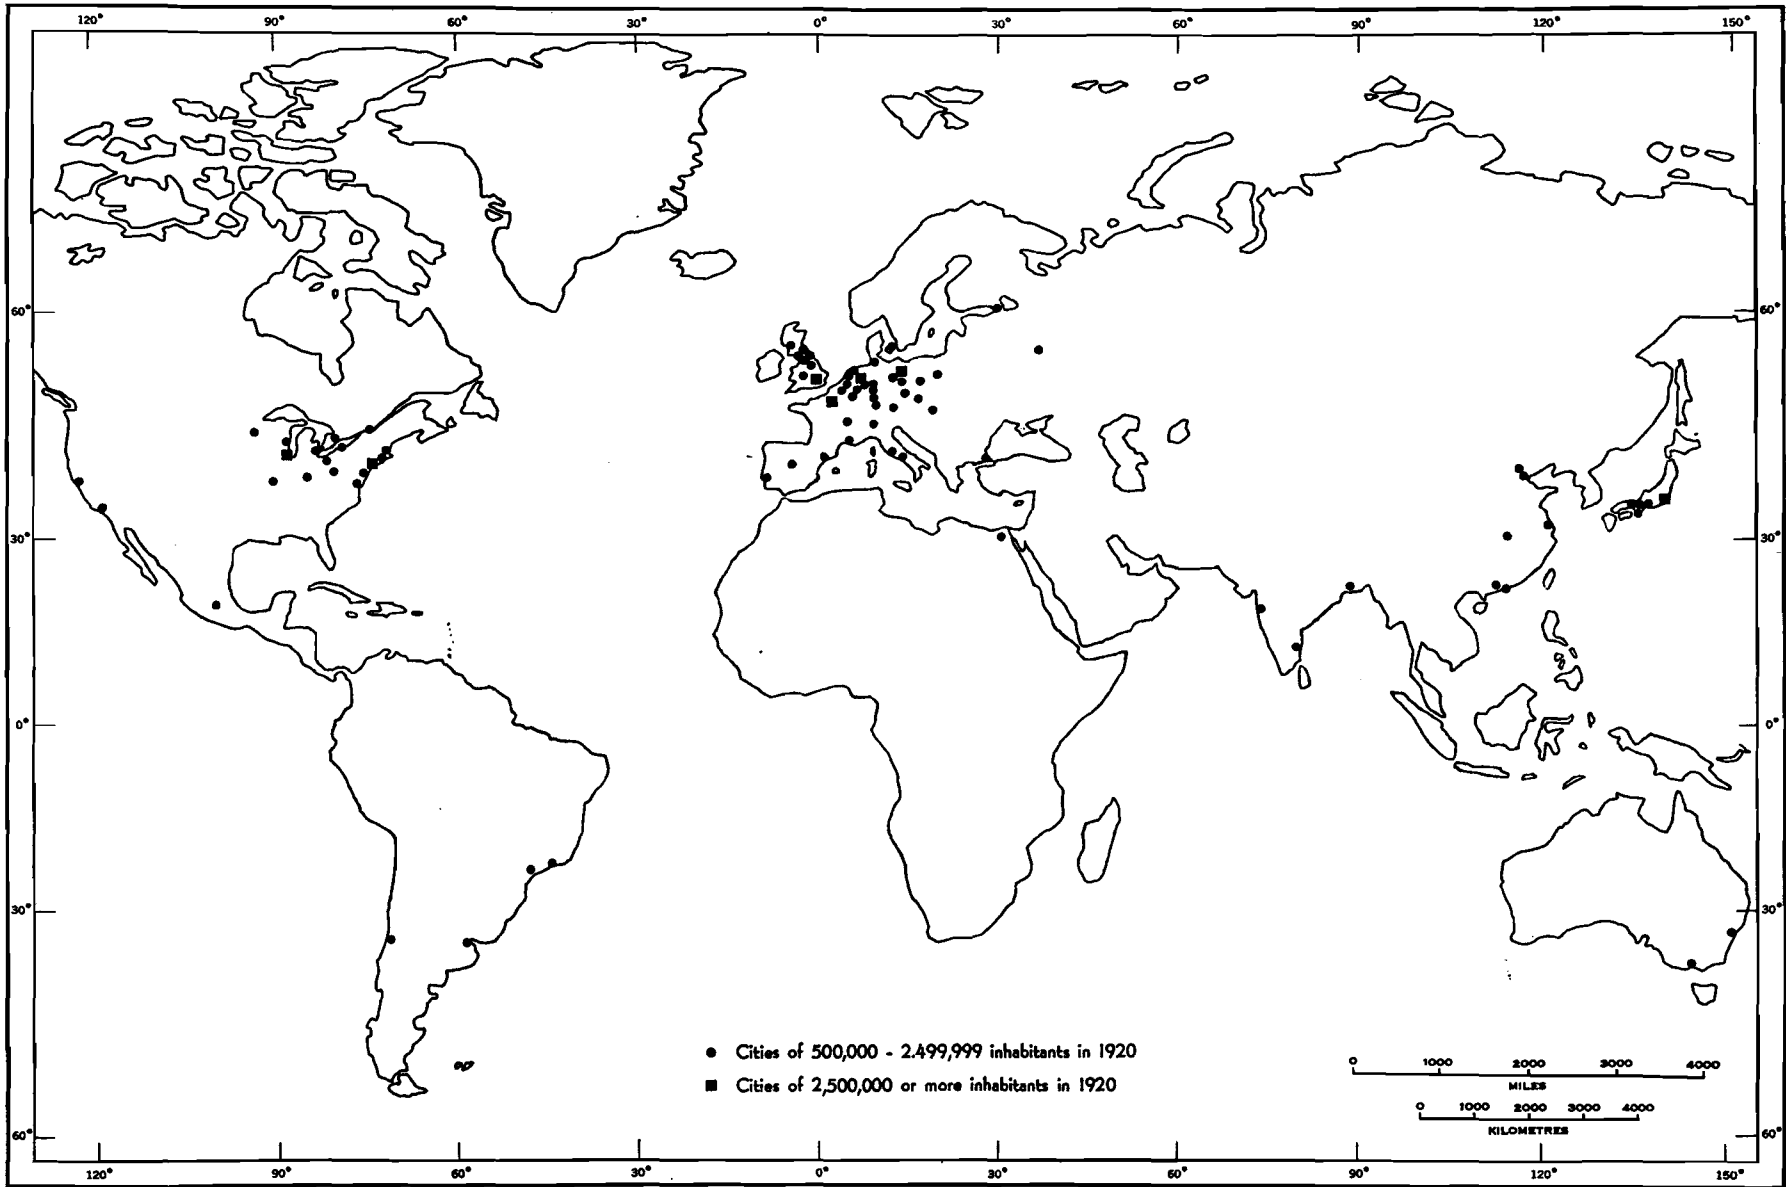 120° 90° 60° 30° 0° 30° 60° 90° 120° 150°
60° 60°
30° 30°
0° 0°
30° 30°
● Cities of 500,000 - 2.499,999 inhabitants in 1920
■ Cities of 2,500,000 or more inhabitants in 1920
0 1000 2000 3000 4000
MILES
0 1000 2000 3000 4000
KILOMETRES
60° 60°
120° 90° 60° 30° 0° 30° 60° 90° 120° 150°